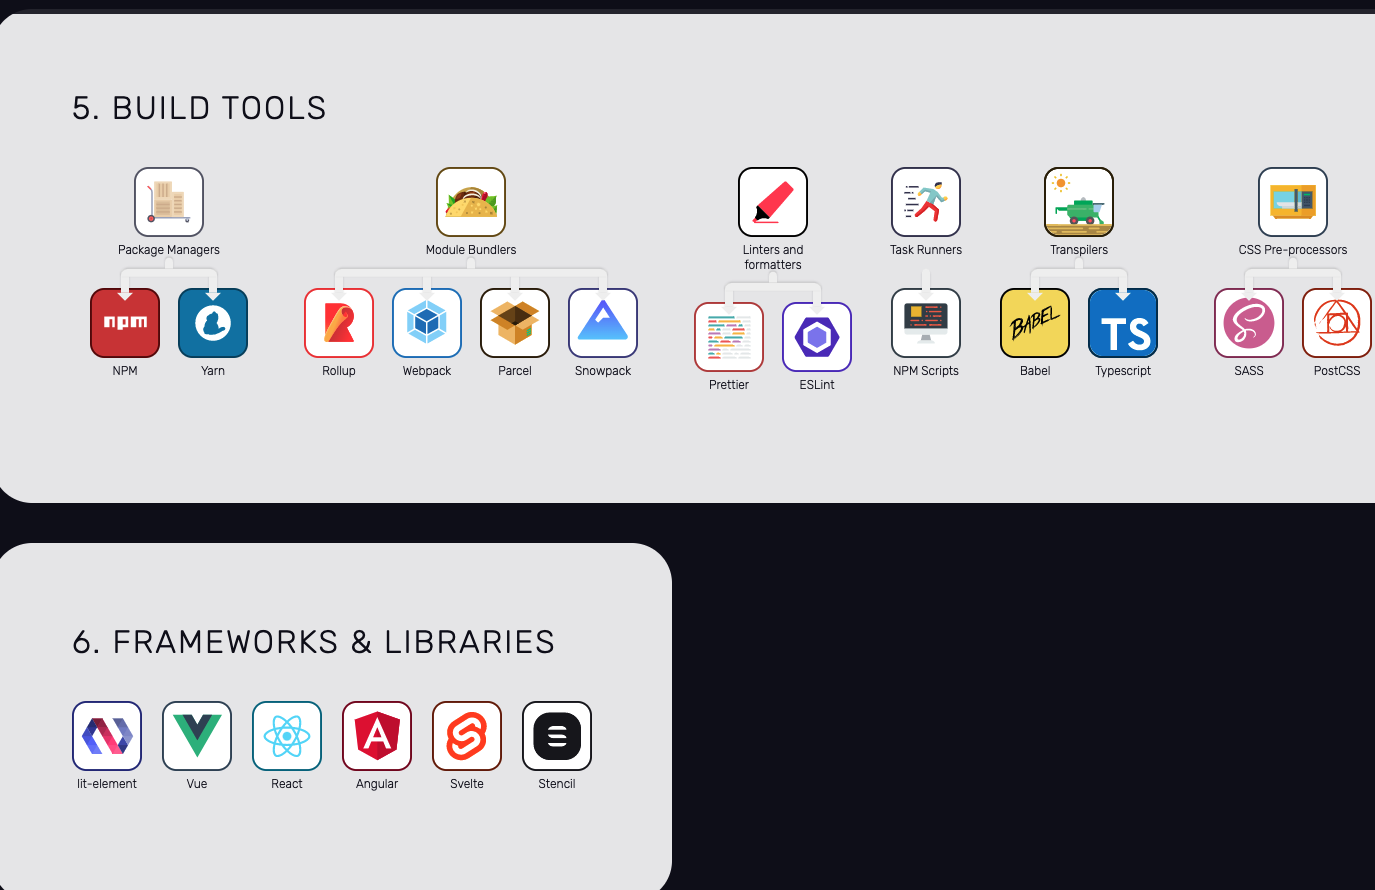 5. BUILD TOOLS
Package Managers
Module Bundlers
Linters and
formatters
Task Runners
Transpilers
CSS Pre-processors
npm
BABEL
TS
NPM
Yarn
Rollup
Webpack
Parcel
Snowpack
Prettier
ESLint
NPM Scripts
Babel
Typescript
SASS
PostCSS
6. FRAMEWORKS & LIBRARIES
lit-element
Vue
React
Angular
Svelte
Stencil